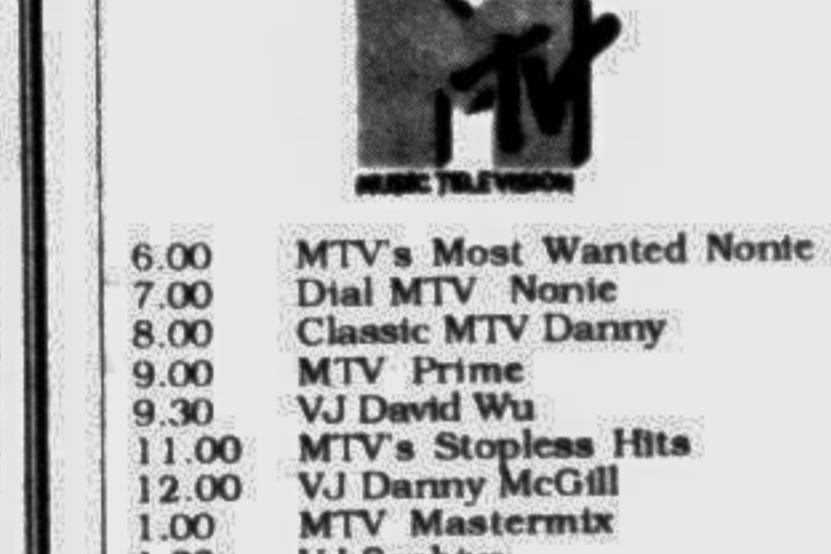 MTV
MUSIC TELEVISION
6.00 MTV's Most Wanted Nonie
7.00 Dial MTV Nonie
8.00 Classic MTV Danny
9.00 MTV Prime
9.30 VJ David Wu
11.00 MTV's Stopless Hits
12.00 VJ Danny McGill
1.00 MTV Mastermix